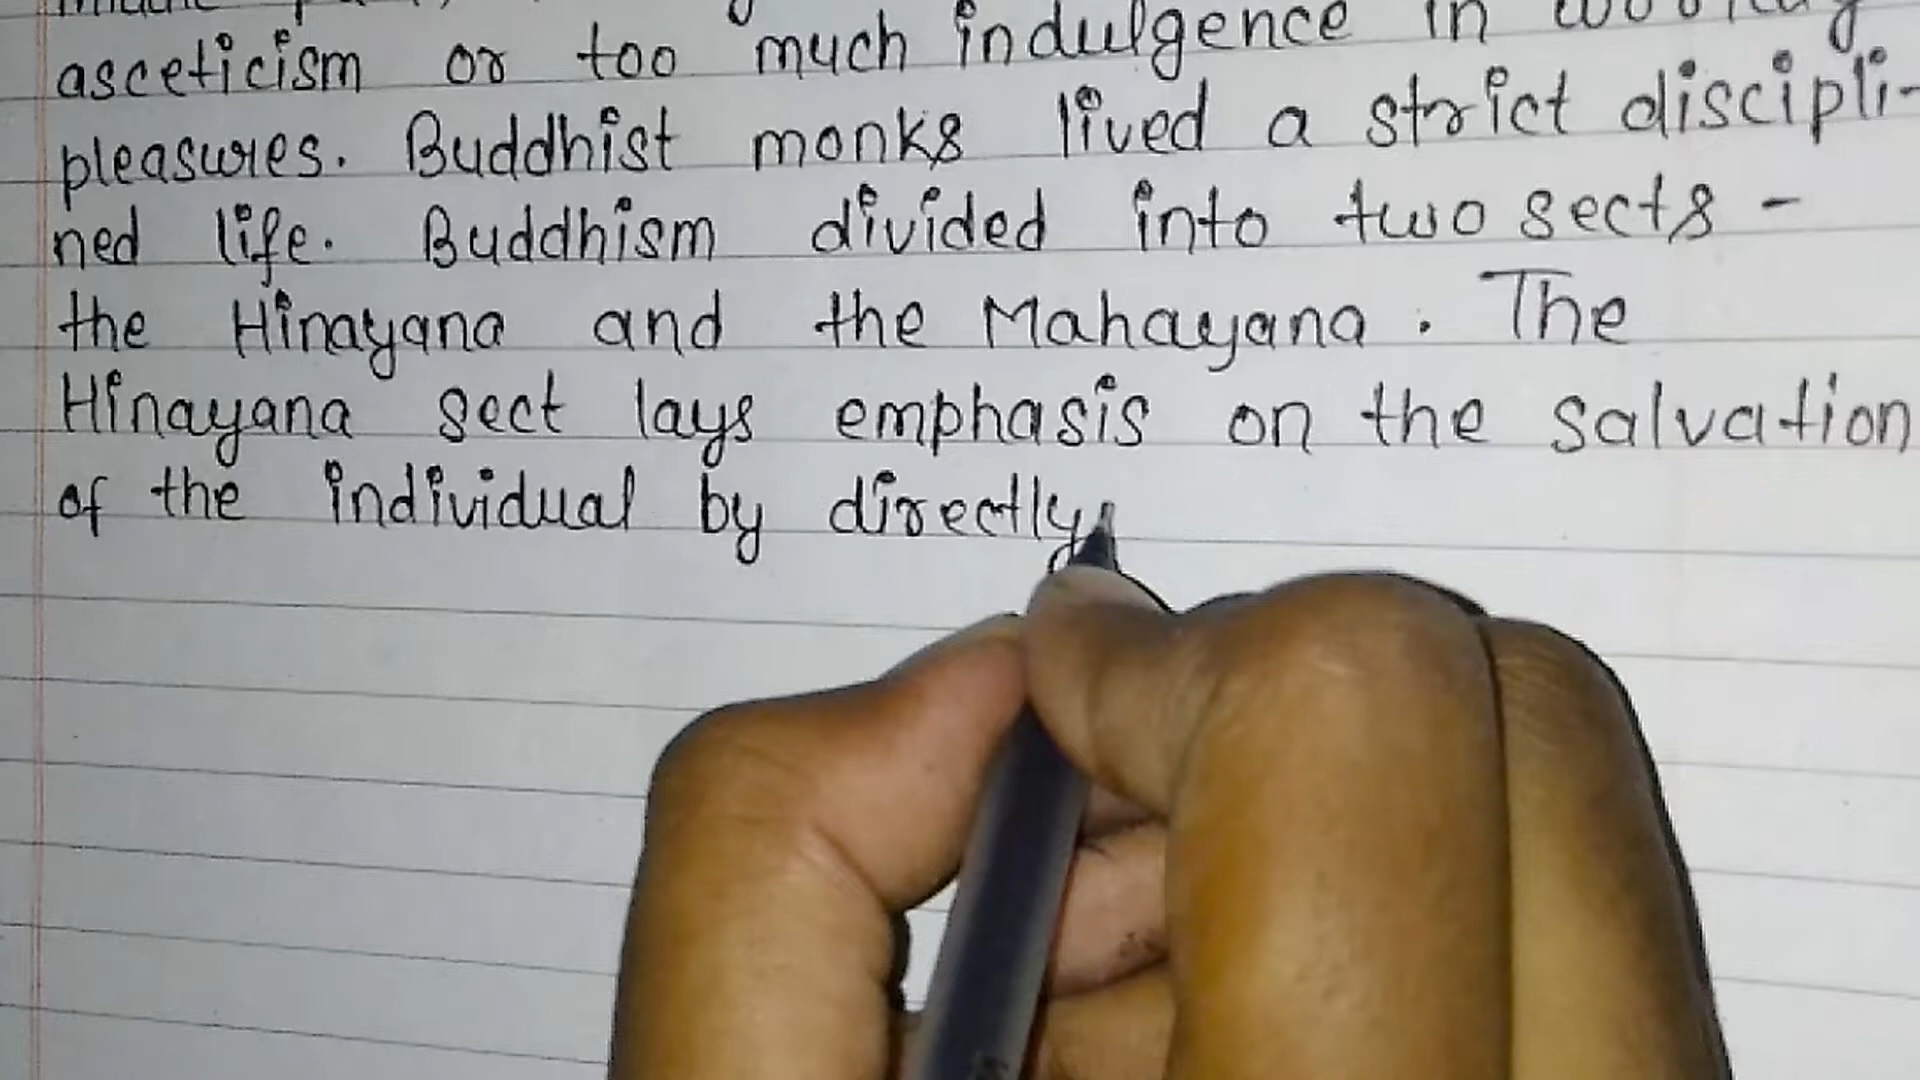 asceticism or too much indulgence in
pleasures. Buddhist monks lived a strict discipli-
ned life. Buddhism divided into two sects -
the Hinayana and the Mahayana. The
Hinayana sect lays emphasis on the salvation
of the individual by directly